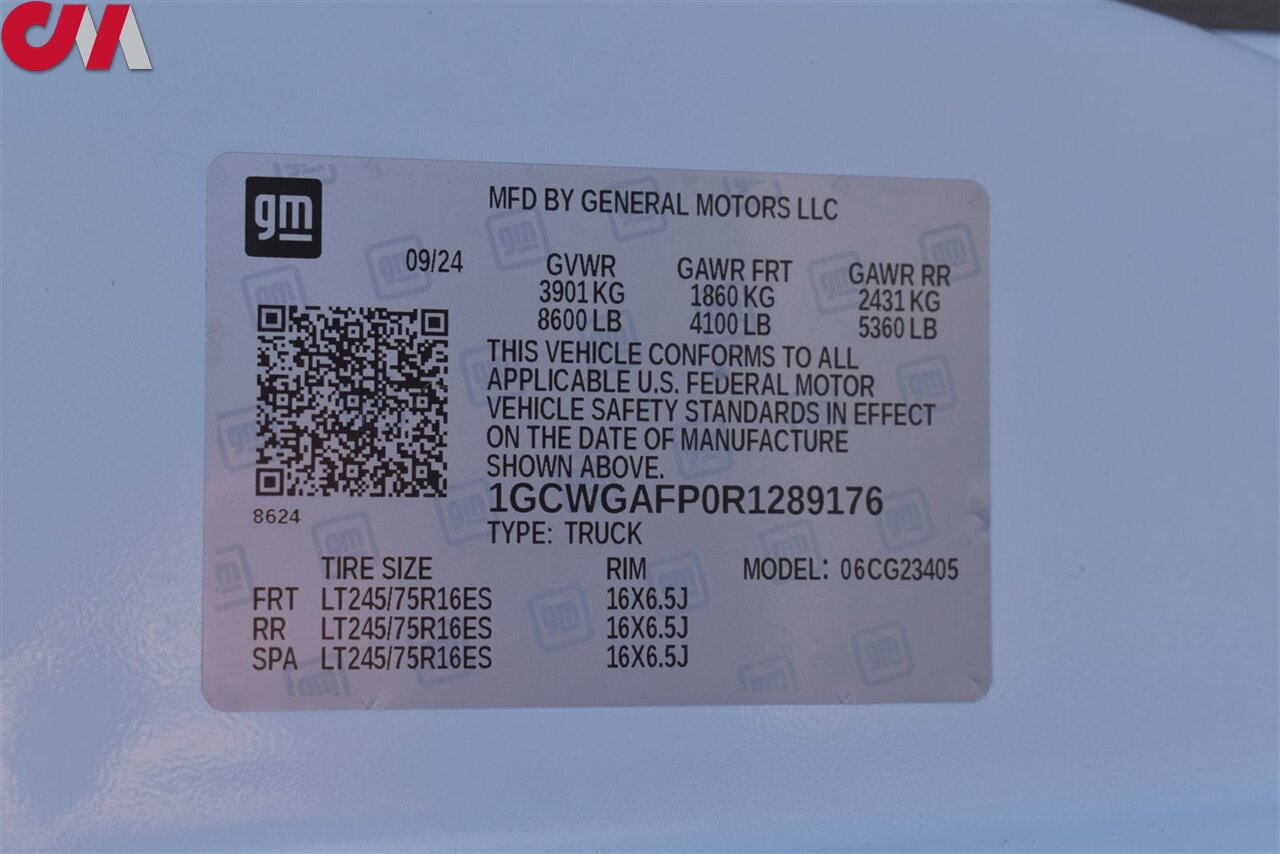 CM
gm
MFD BY GENERAL MOTORS LLC
09/24
GVWR GAWR FRT GAWR RR
3901 KG 1860 KG 2431 KG
8600 LB 4100 LB 5360 LB
THIS VEHICLE CONFORMS TO ALL
APPLICABLE U.S. FEDERAL MOTOR
VEHICLE SAFETY STANDARDS IN EFFECT
ON THE DATE OF MANUFACTURE
SHOWN ABOVE.
1GCWGAFP0R1289176
8624
TYPE: TRUCK
TIRE SIZE RIM MODEL: 06CG23405
FRT LT245/75R16ES 16X6.5J
RR LT245/75R16ES 16X6.5J
SPA LT245/75R16ES 16X6.5J